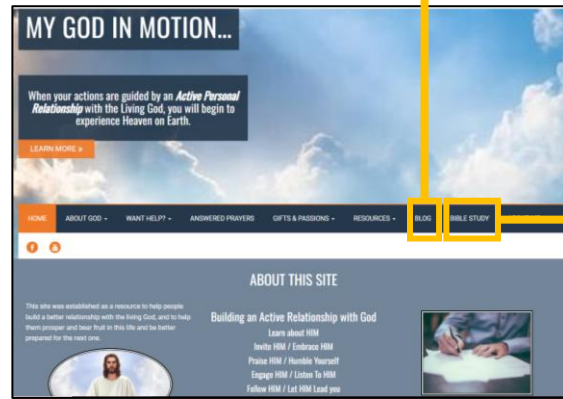 MY GOD IN MOTION...
When your actions are guided by an Active Personal
Relationship with the Living God, you will begin to
experience Heaven on Earth.
LEARN MORE »
HOME ABOUT GOD WANT HELP? ANSWERED PRAYERS GIFTS & PASSIONS RESOURCES BLOG BIBLE STUDY
ABOUT THIS SITE
This site was established as a resource to help people
build a better relationship with the living God, and to help
them prosper and bear fruit in this life and be better
prepared for the next one.
Building an Active Relationship with God
Learn about HIM
Invite HIM / Embrace HIM
Praise HIM / Humble Yourself
Engage HIM / Listen To HIM
Follow HIM / Let HIM Lead you